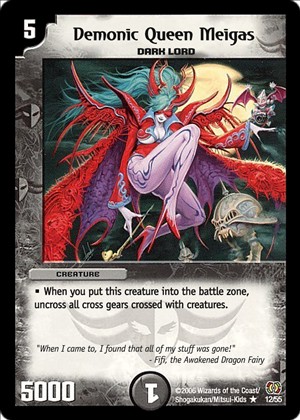 5
Demonic Queen Meigas
DARK LORD
CREATURE
▪ When you put this creature into the battle zone,
uncross all cross gears crossed with creatures.
"When I came to, I found that all of my stuff was gone!"
- Fifi, the Awakened Dragon Fairy
5000
1
©2006 Wizards of the Coast/
Shogakukan/Mitsui-Kids ★ 12/55